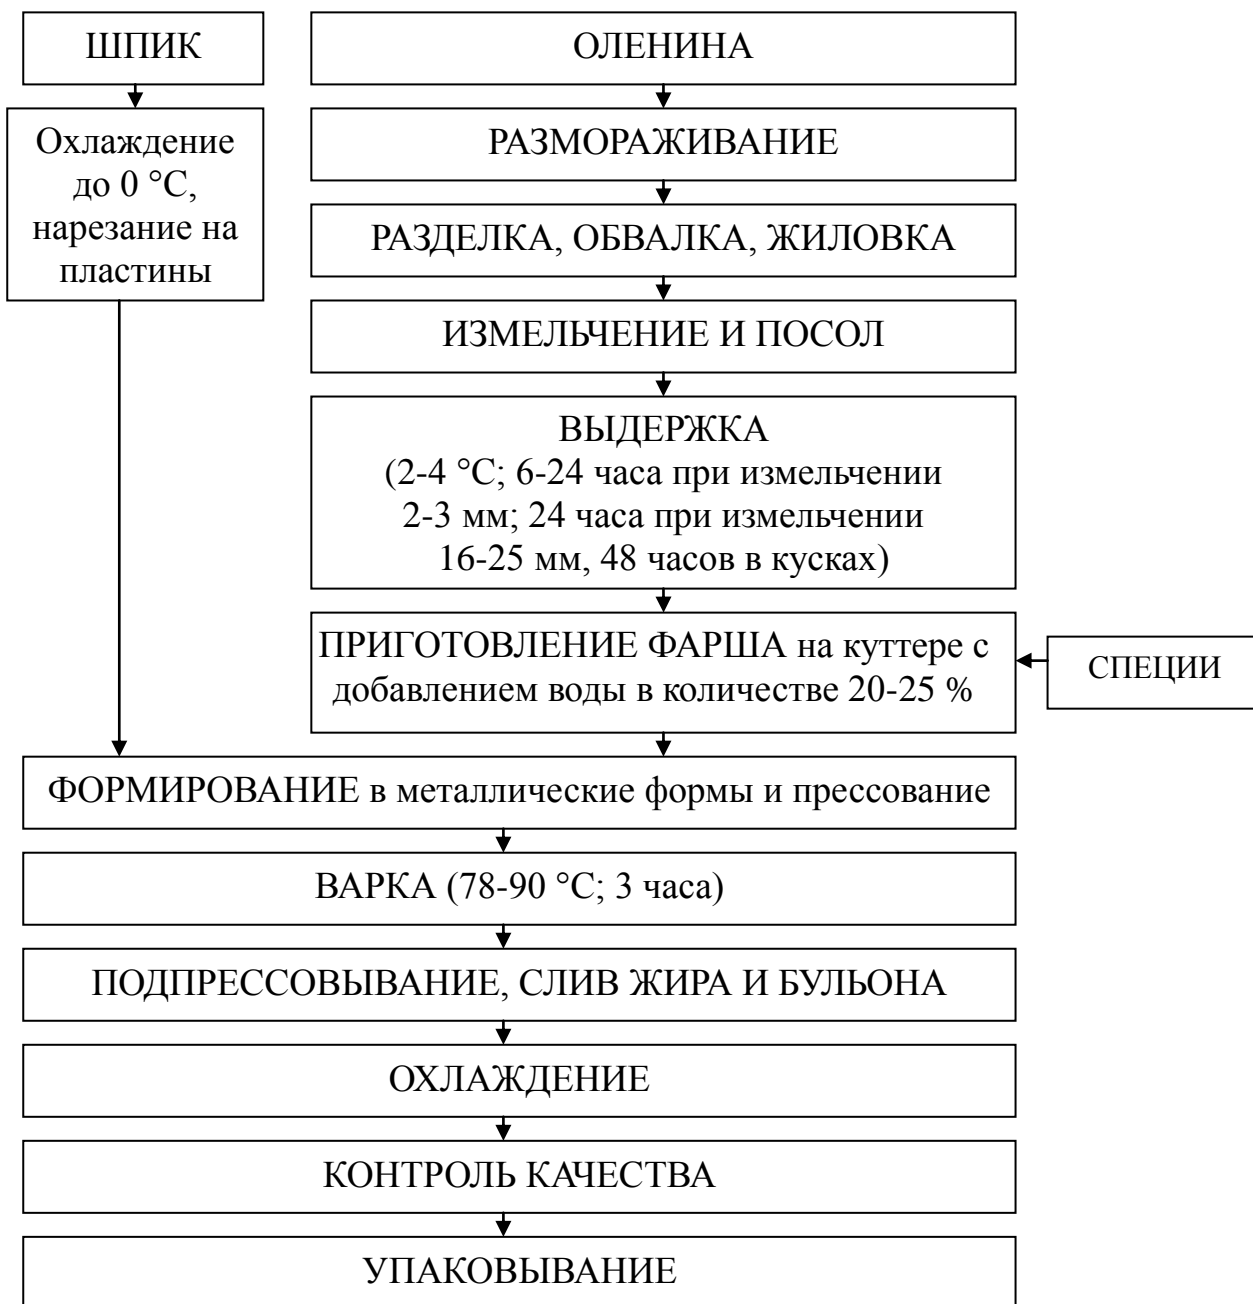 ШПИК
ОЛЕНИНА
Охлаждение
до 0 °С,
нарезание на
пластины
РАЗМОРАЖИВАНИЕ
РАЗДЕЛКА, ОБВАЛКА, ЖИЛОВКА
ИЗМЕЛЬЧЕНИЕ И ПОСОЛ
ВЫДЕРЖКА
(2-4 °С; 6-24 часа при измельчении
2-3 мм; 24 часа при измельчении
16-25 мм, 48 часов в кусках)
ПРИГОТОВЛЕНИЕ ФАРША на куттере с
добавлением воды в количестве 20-25 %
СПЕЦИИ
ФОРМИРОВАНИЕ в металлические формы и прессование
ВАРКА (78-90 °С; 3 часа)
ПОДПРЕССОВЫВАНИЕ, СЛИВ ЖИРА И БУЛЬОНА
ОХЛАЖДЕНИЕ
КОНТРОЛЬ КАЧЕСТВА
УПАКОВЫВАНИЕ